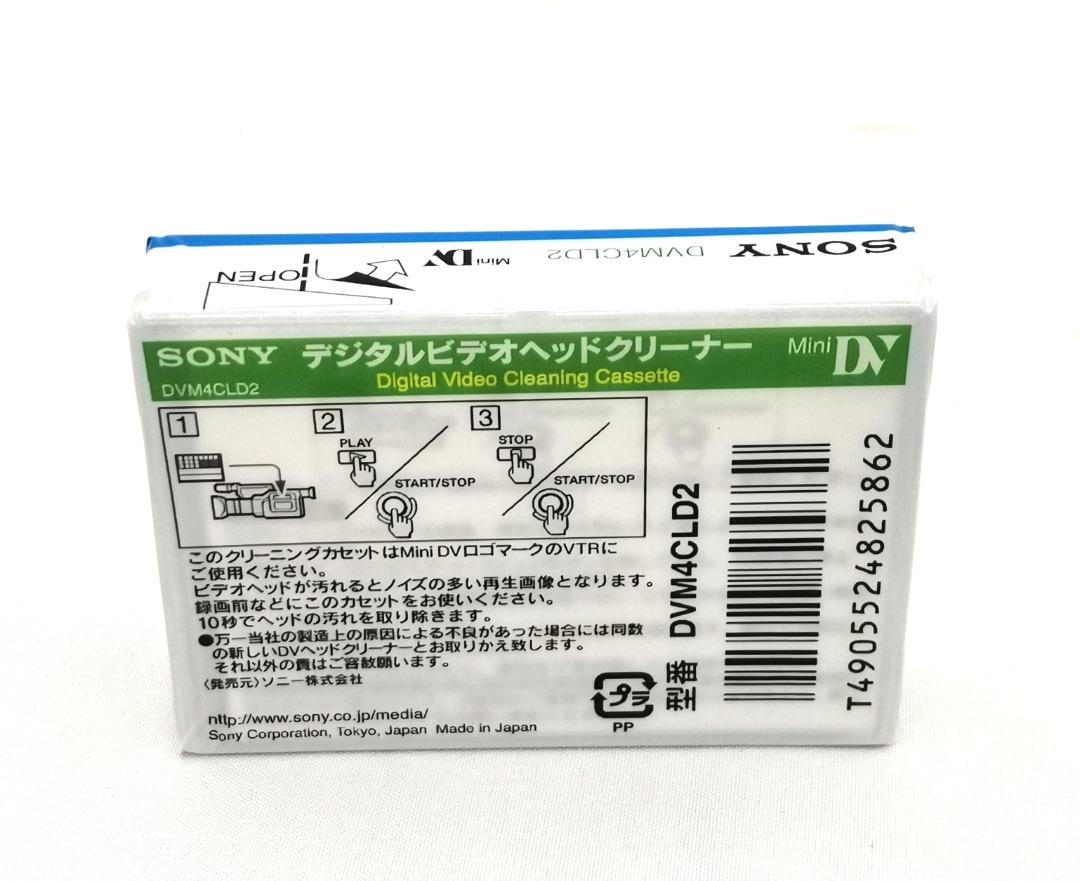 SONY DVM4CLD2 Mini DV
OPEN
SONY デジタルビデオヘッドクリーナー Mini DV
DVM4CLD2 Digital Video Cleaning Cassette
1 2 3
PLAY STOP
START/STOP START/STOP
このクリーニングカセットはMini DVロゴマークのVTRに
ご使用ください。
ビデオヘッドが汚れるとノイズの多い再生画像となります。
録画前などにこのカセットをお使いください。
10秒でヘッドの汚れを取り除きます。
●万一当社の製造上の原因による不良があった場合には同数
の新しいDVヘッドクリーナーとお取りかえ致します。
それ以外の責はご容赦願います。
〈発売元〉ソニー株式会社
http://www.sony.co.jp/media/
Sony Corporation, Tokyo, Japan Made in Japan
プラ
PP
型番 DVM4CLD2
T4905524825862